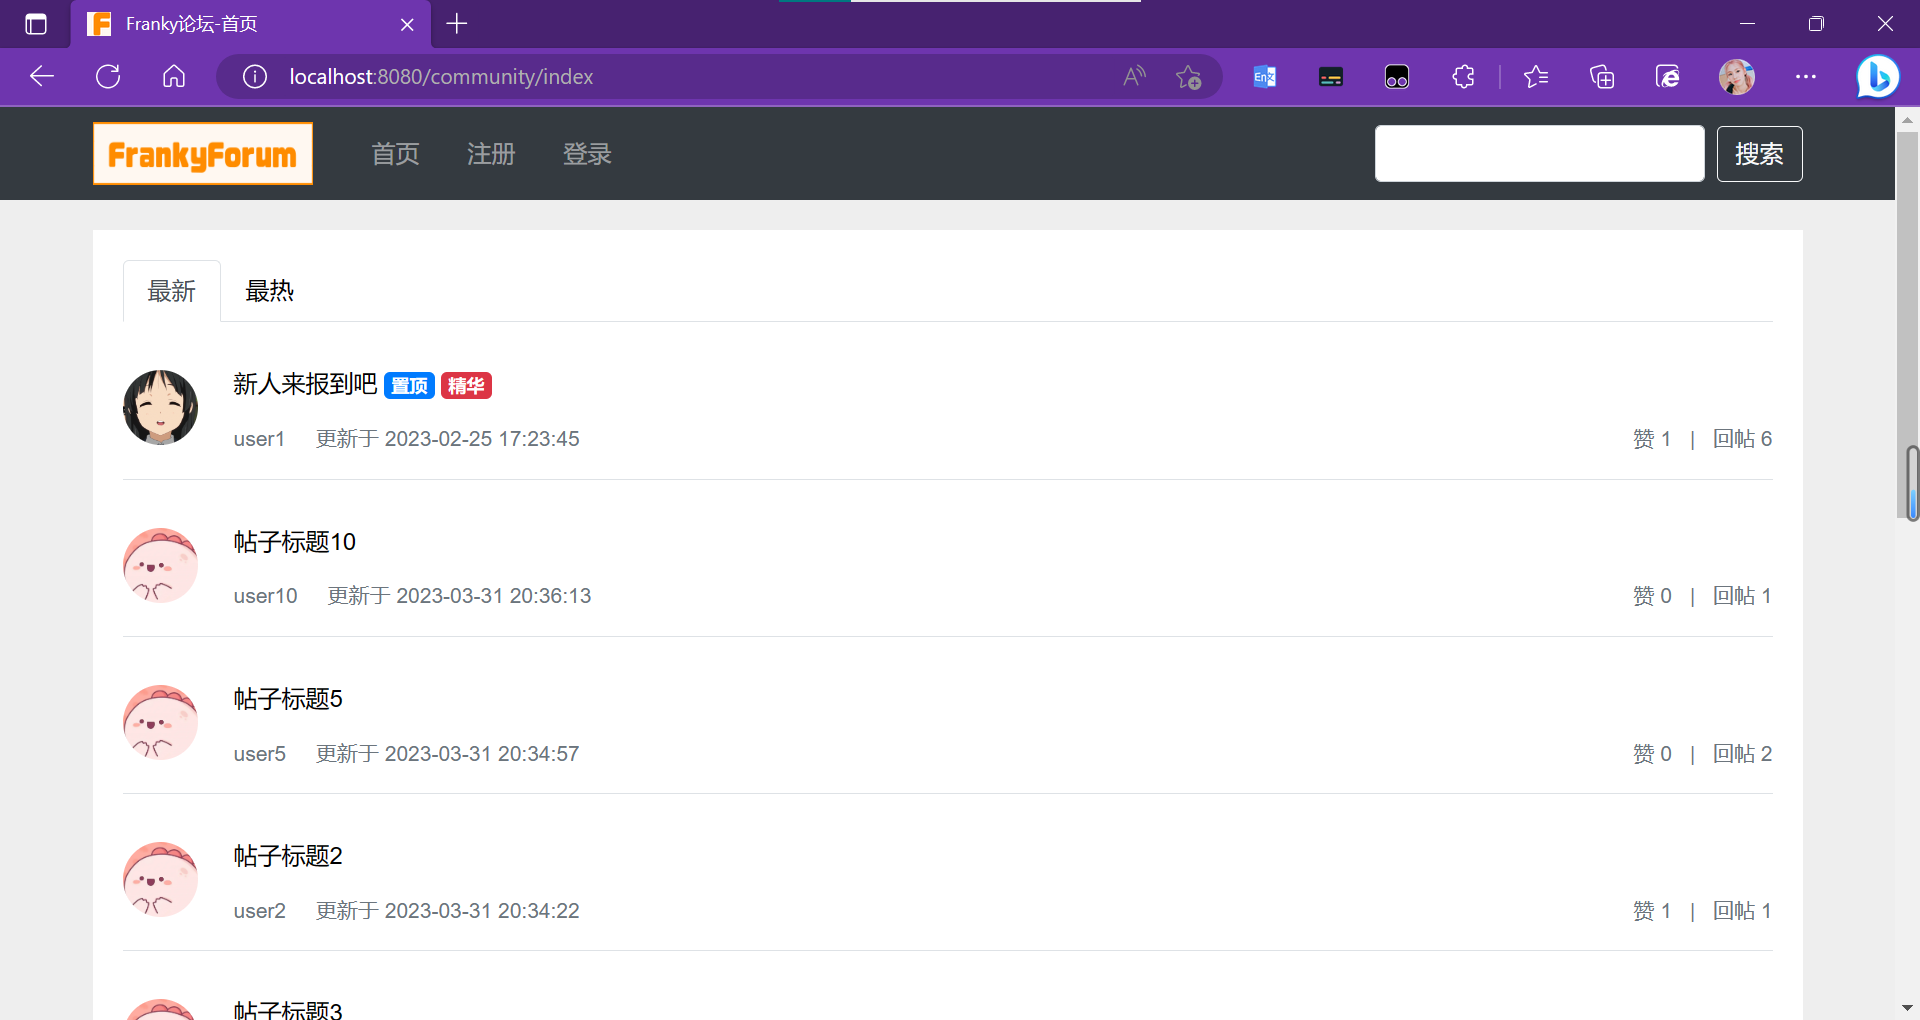 Franky论坛-首页
localhost:8080/community/index
FrankyForum 首页 注册 登录 搜索
最新 最热
新人来报到吧 置顶 精华
user1 更新于 2023-02-25 17:23:45 赞 1 | 回帖 6
帖子标题10
user10 更新于 2023-03-31 20:36:13 赞 0 | 回帖 1
帖子标题5
user5 更新于 2023-03-31 20:34:57 赞 0 | 回帖 2
帖子标题2
user2 更新于 2023-03-31 20:34:22 赞 1 | 回帖 1
帖子标题3